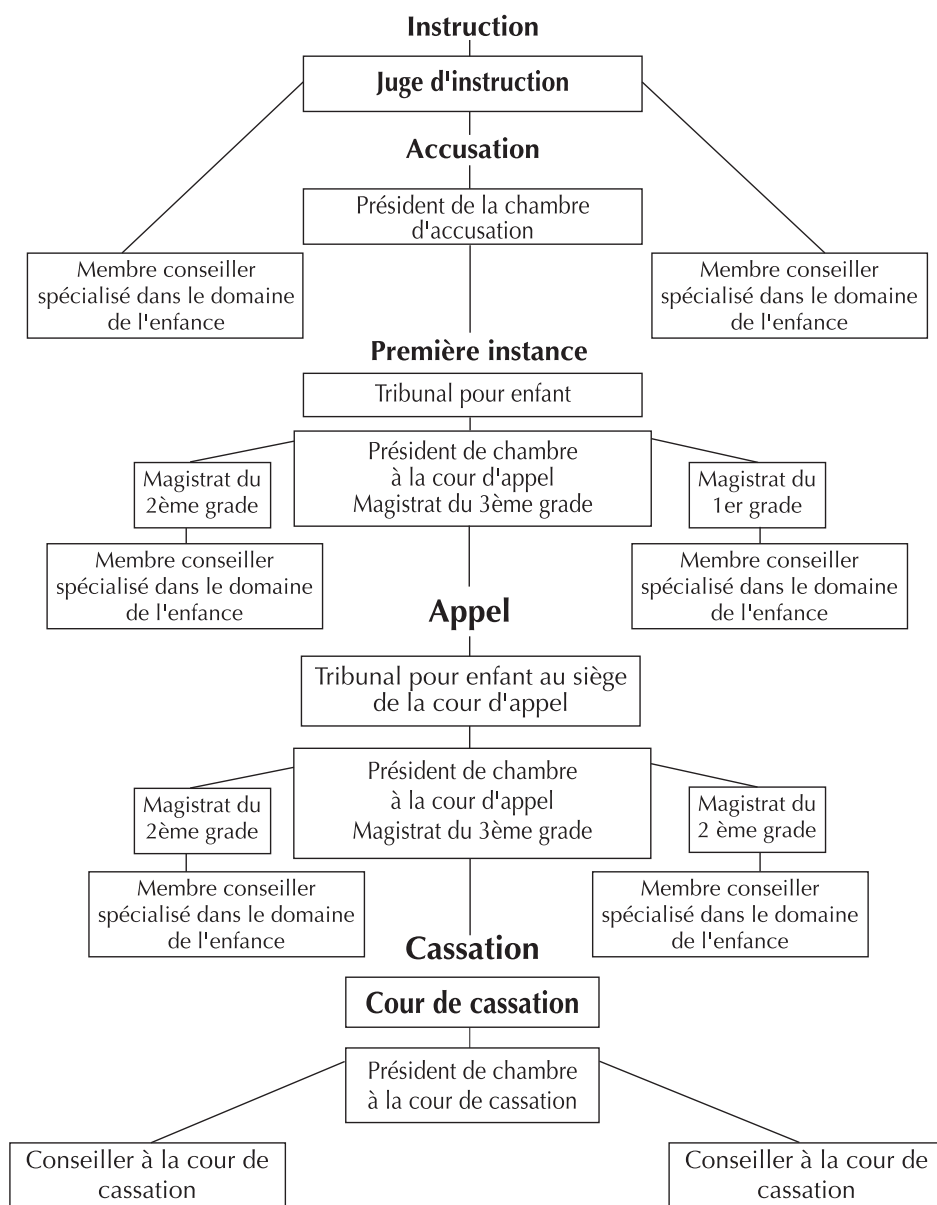 Instruction
Juge d'instruction
Accusation
Président de la chambre
d'accusation
Membre conseiller
spécialisé dans le domaine
de l'enfance
Membre conseiller
spécialisé dans le domaine
de l'enfance
Première instance
Tribunal pour enfant
Président de chambre
à la cour d'appel
Magistrat du 3ème grade
Magistrat du
2ème grade
Magistrat du
1er grade
Membre conseiller
spécialisé dans le domaine
de l'enfance
Membre conseiller
spécialisé dans le domaine
de l'enfance
Appel
Tribunal pour enfant au siège
de la cour d'appel
Président de chambre
à la cour d'appel
Magistrat du 3ème grade
Magistrat du
2ème grade
Magistrat du
2 ème grade
Membre conseiller
spécialisé dans le domaine
de l'enfance
Membre conseiller
spécialisé dans le domaine
de l'enfance
Cassation
Cour de cassation
Président de chambre
à la cour de cassation
Conseiller à la cour de
cassation
Conseiller à la cour de
cassation